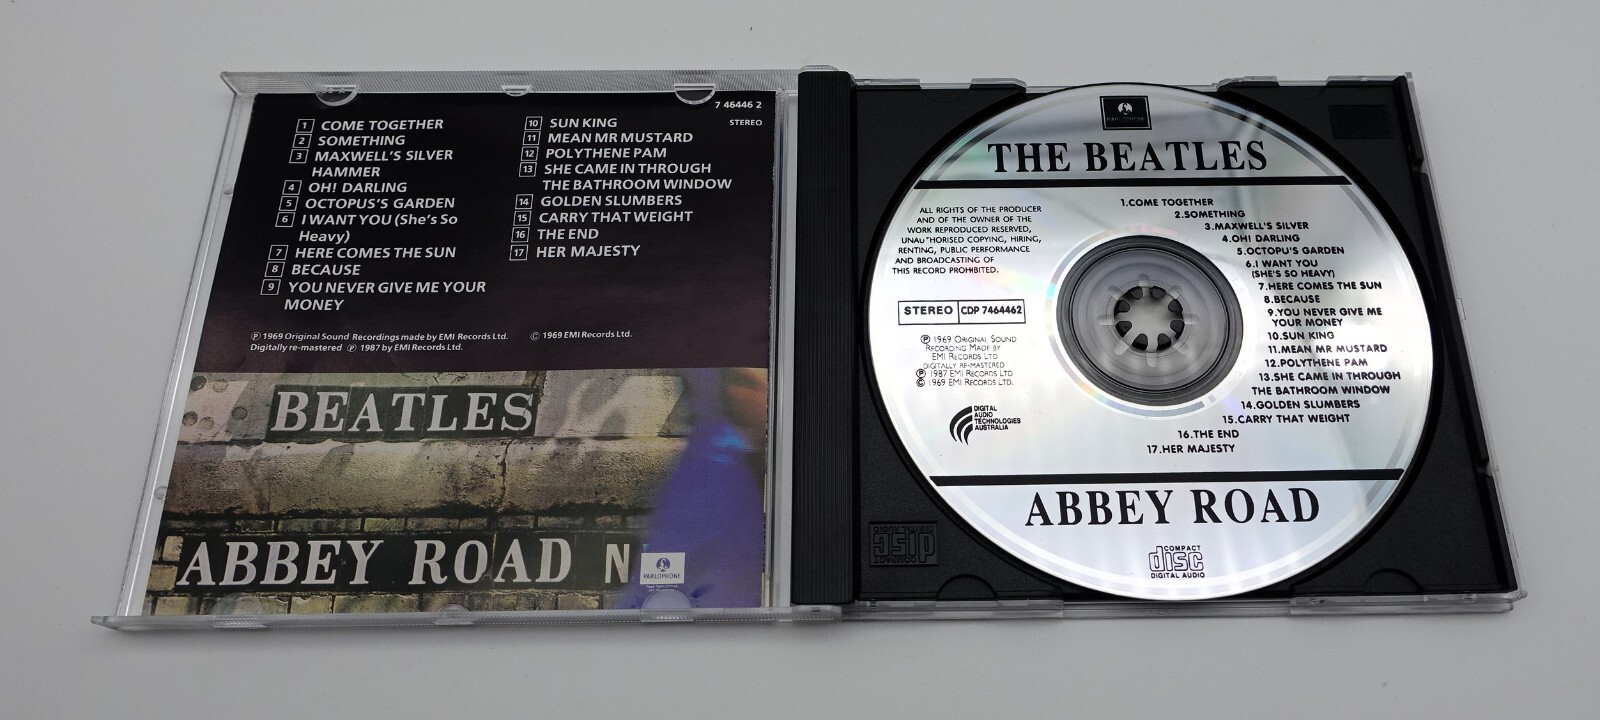 7 46446 2
STEREO
1 COME TOGETHER
2 SOMETHING
3 MAXWELL'S SILVER
HAMMER
4 OH! DARLING
5 OCTOPUS'S GARDEN
6 I WANT YOU (She's So
Heavy)
7 HERE COMES THE SUN
8 BECAUSE
9 YOU NEVER GIVE ME YOUR
MONEY
10 SUN KING
11 MEAN MR MUSTARD
12 POLYTHENE PAM
13 SHE CAME IN THROUGH
THE BATHROOM WINDOW
14 GOLDEN SLUMBERS
15 CARRY THAT WEIGHT
16 THE END
17 HER MAJESTY
℗ 1969 Original Sound Recordings made by EMI Records Ltd.
Digitally re-mastered ℗ 1987 by EMI Records Ltd.
© 1969 EMI Records Ltd.
BEATLES
ABBEY ROAD N
PARLOPHONE
PARLOPHONE
THE BEATLES
ALL RIGHTS OF THE PRODUCER
AND OF THE OWNER OF THE
WORK REPRODUCED RESERVED,
UNAUTHORISED COPYING, HIRING,
RENTING, PUBLIC PERFORMANCE
AND BROADCASTING OF
THIS RECORD PROHIBITED.
STEREO CDP 7464462
℗ 1969 ORIGINAL SOUND
RECORDING MADE BY
EMI RECORDS LTD
DIGITALLY RE-MASTERED
℗ 1987 EMI RECORDS LTD
© 1969 EMI RECORDS LTD.
DIGITAL
AUDIO
TECHNOLOGIES
AUSTRALIA
1.COME TOGETHER
2.SOMETHING
3.MAXWELL'S SILVER
4.OH! DARLING
5.OCTOPU'S GARDEN
6.I WANT YOU
(SHE'S SO HEAVY)
7.HERE COMES THE SUN
8.BECAUSE
9.YOU NEVER GIVE ME
YOUR MONEY
10.SUN KING
11.MEAN MR MUSTARD
12.POLYTHENE PAM
13.SHE CAME IN THROUGH
THE BATHROOM WINDOW
14.GOLDEN SLUMBERS
15.CARRY THAT WEIGHT
16.THE END
17.HER MAJESTY
ABBEY ROAD
COMPACT
disc
DIGITAL AUDIO
COMPACT
disc
DIGITAL AUDIO